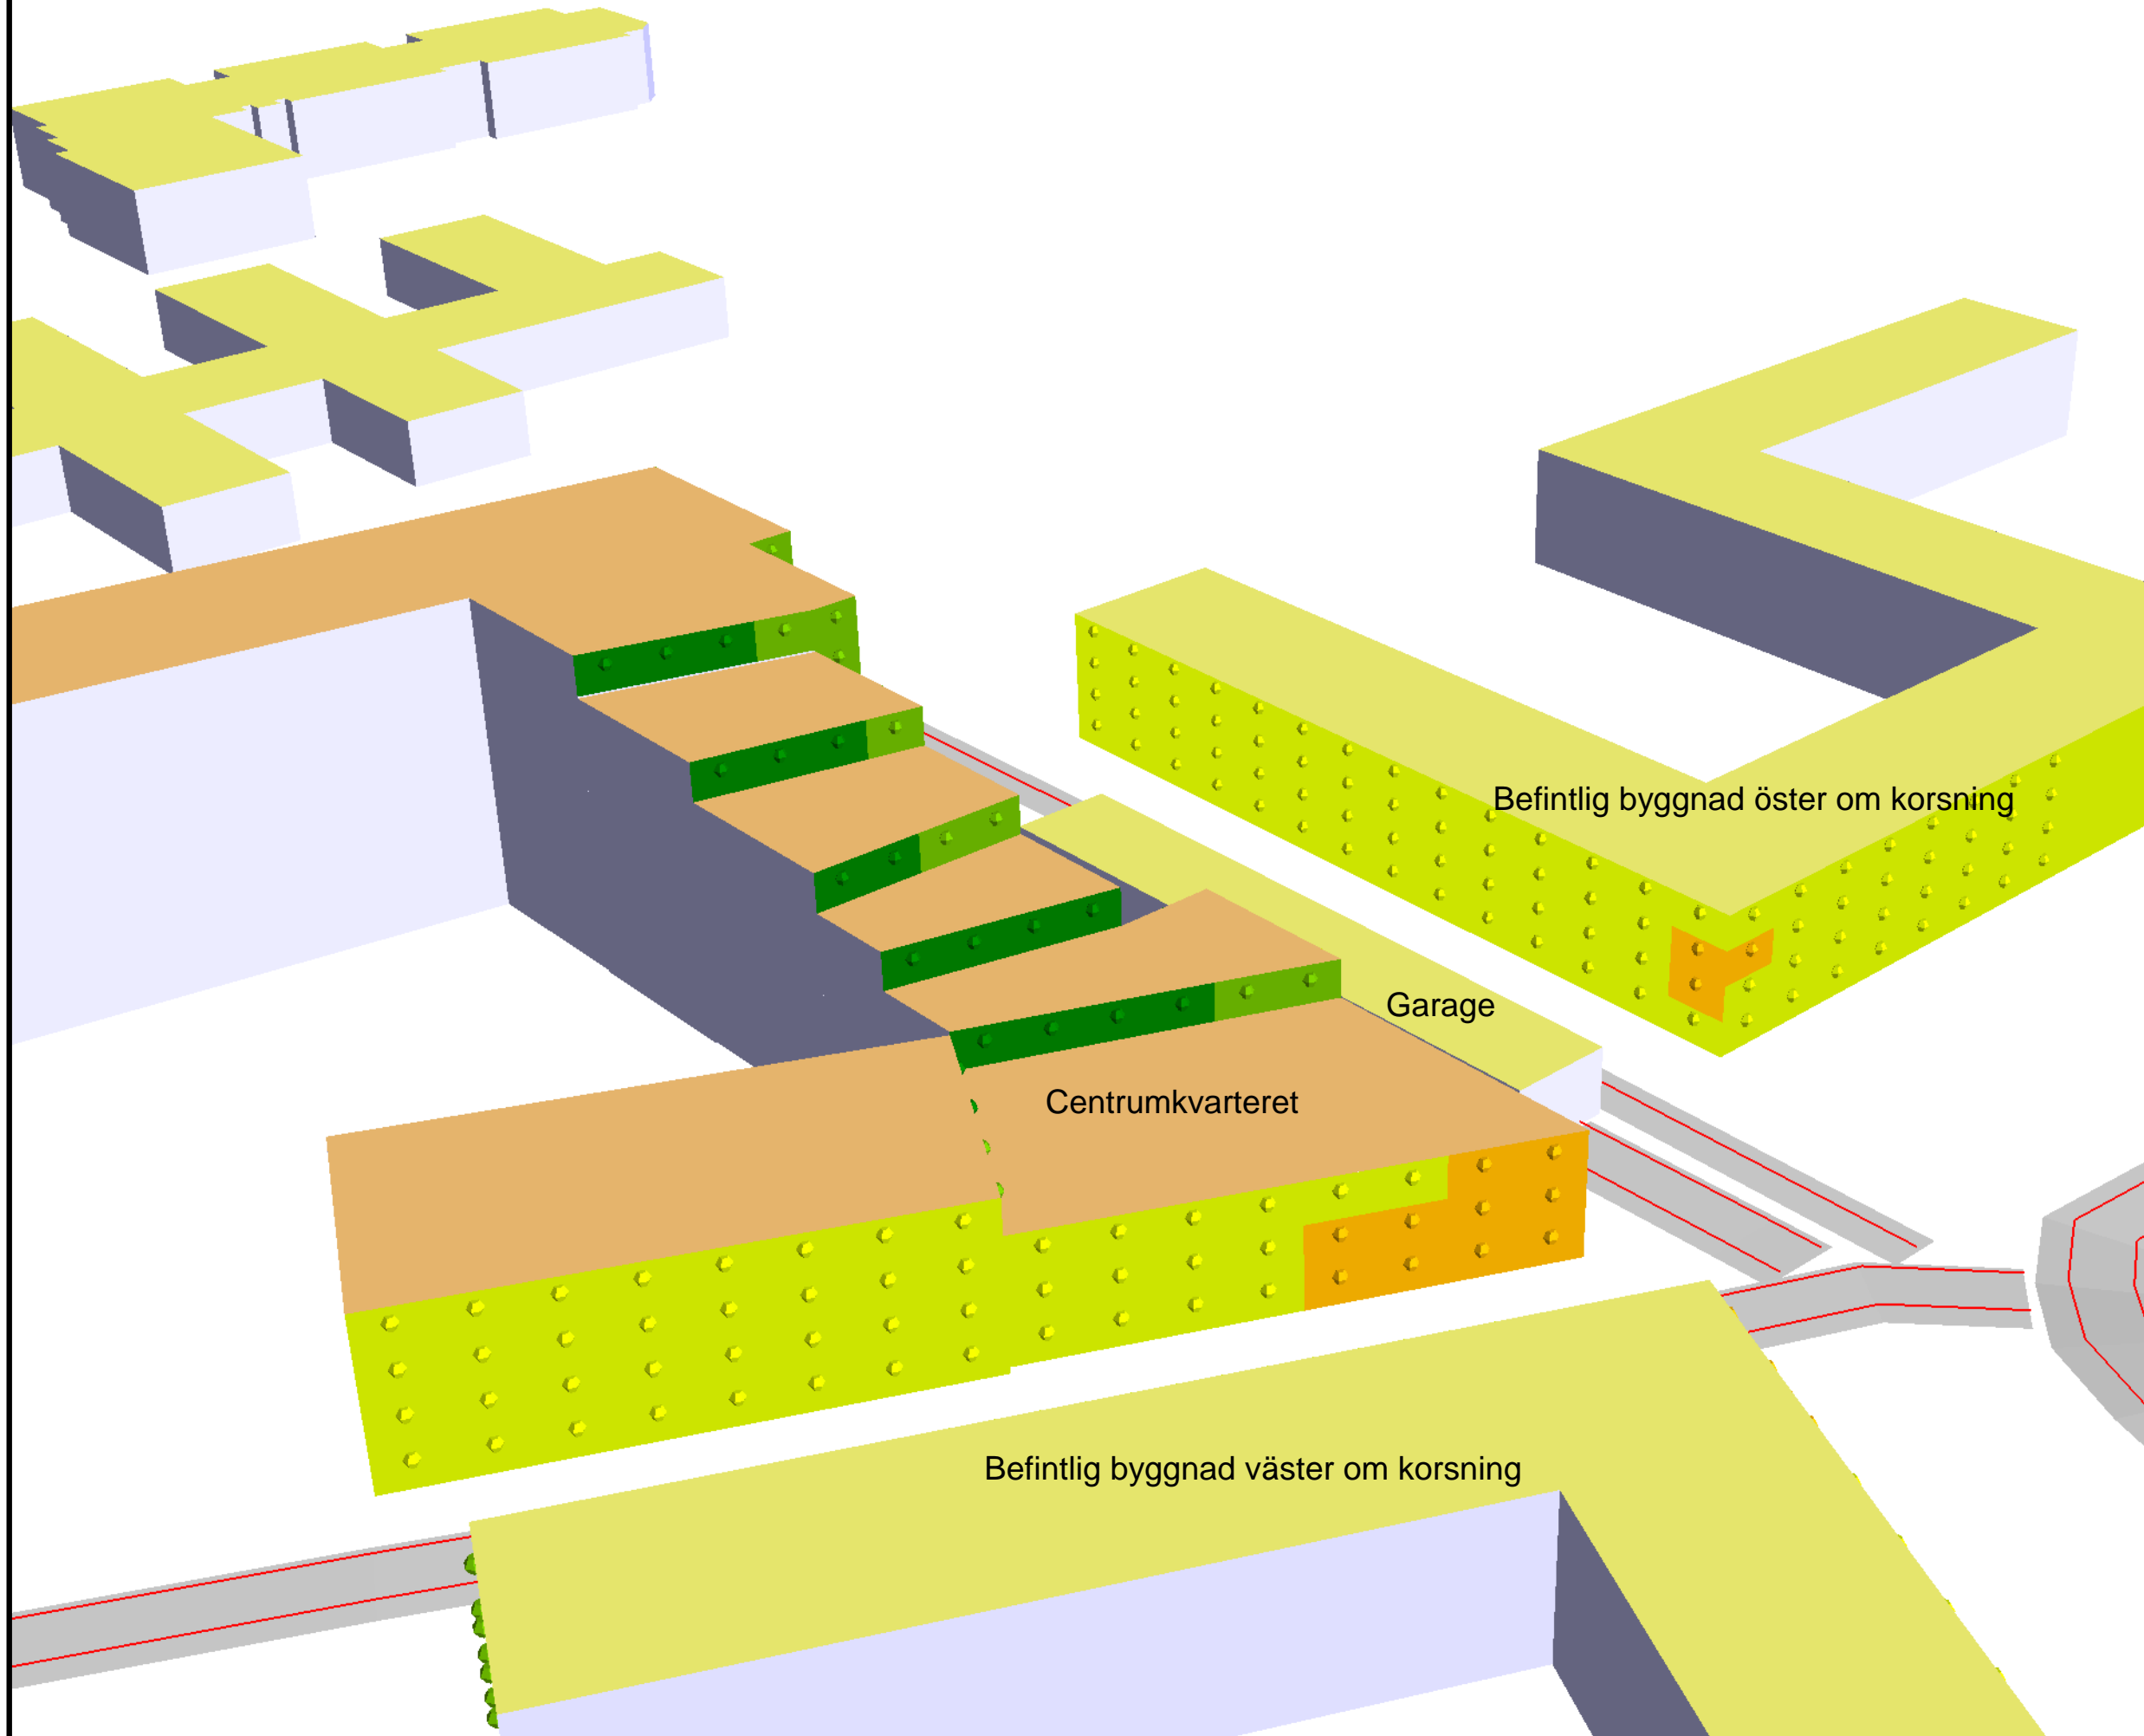 Befintlig byggnad öster om korsning
Garage
Centrumkvarteret
Befintlig byggnad väster om korsning